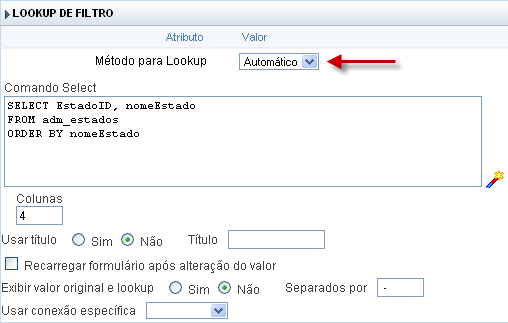 LOOKUP DE FILTRO
Atributo Valor
Método para Lookup Automático
Comando Select
SELECT EstadoID, nomeEstado
FROM adm_estados
ORDER BY nomeEstado
Colunas
4
Usar título Sim Não Título
Recarregar formulário após alteração do valor
Exibir valor original e lookup Sim Não Separados por -
Usar conexão específica